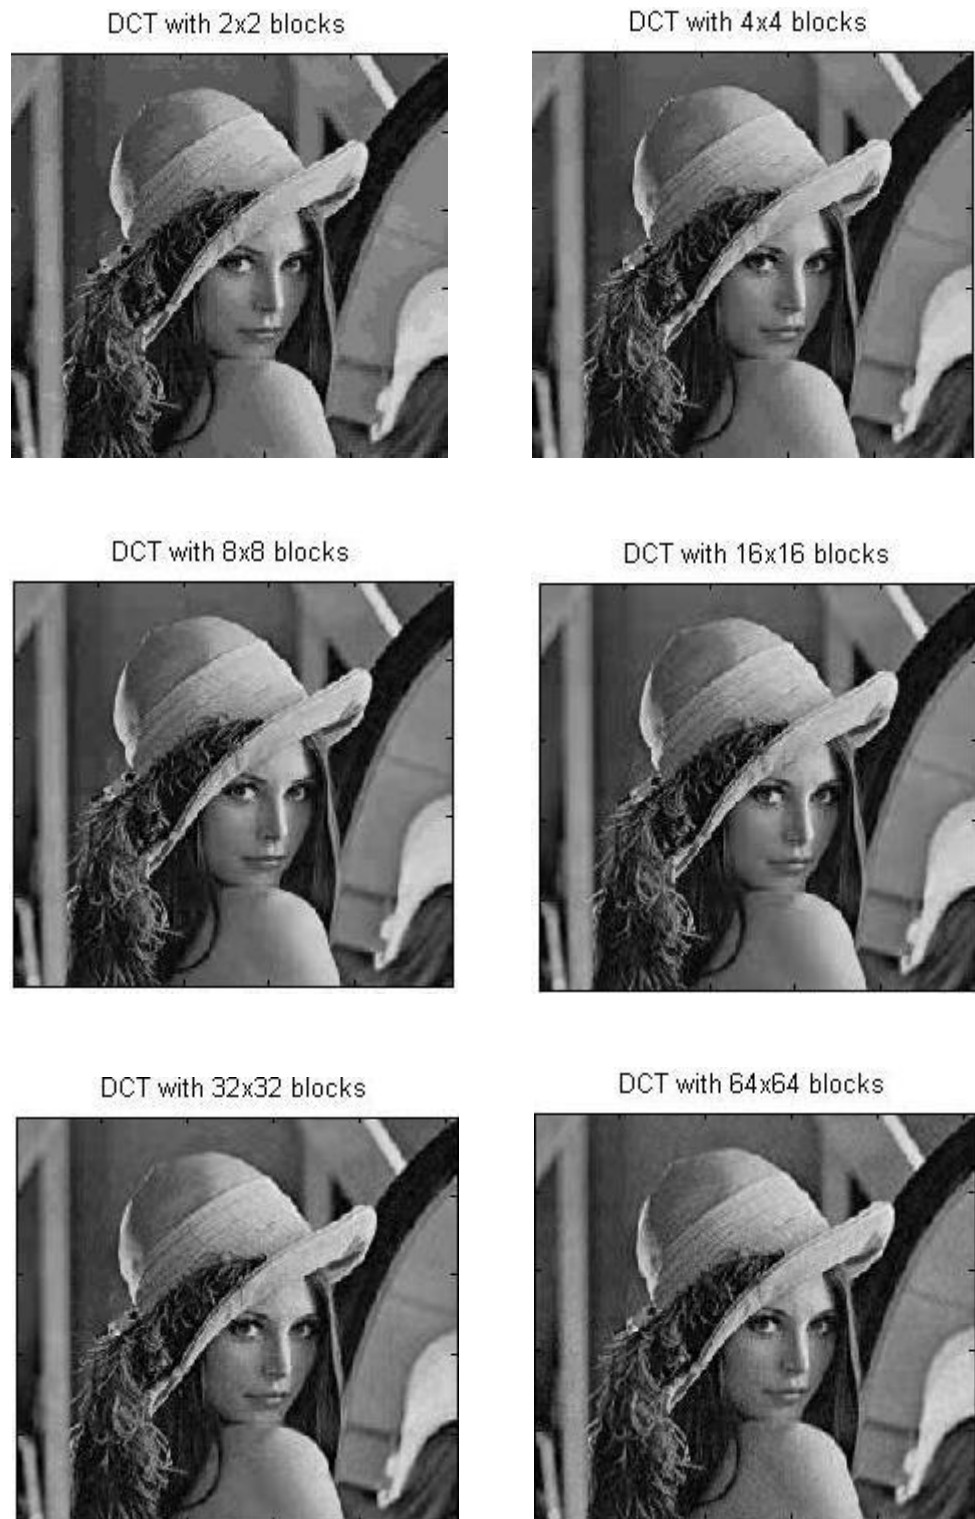 DCT with 2x2 blocks
DCT with 4x4 blocks
DCT with 8x8 blocks
DCT with 16x16 blocks
DCT with 32x32 blocks
DCT with 64x64 blocks